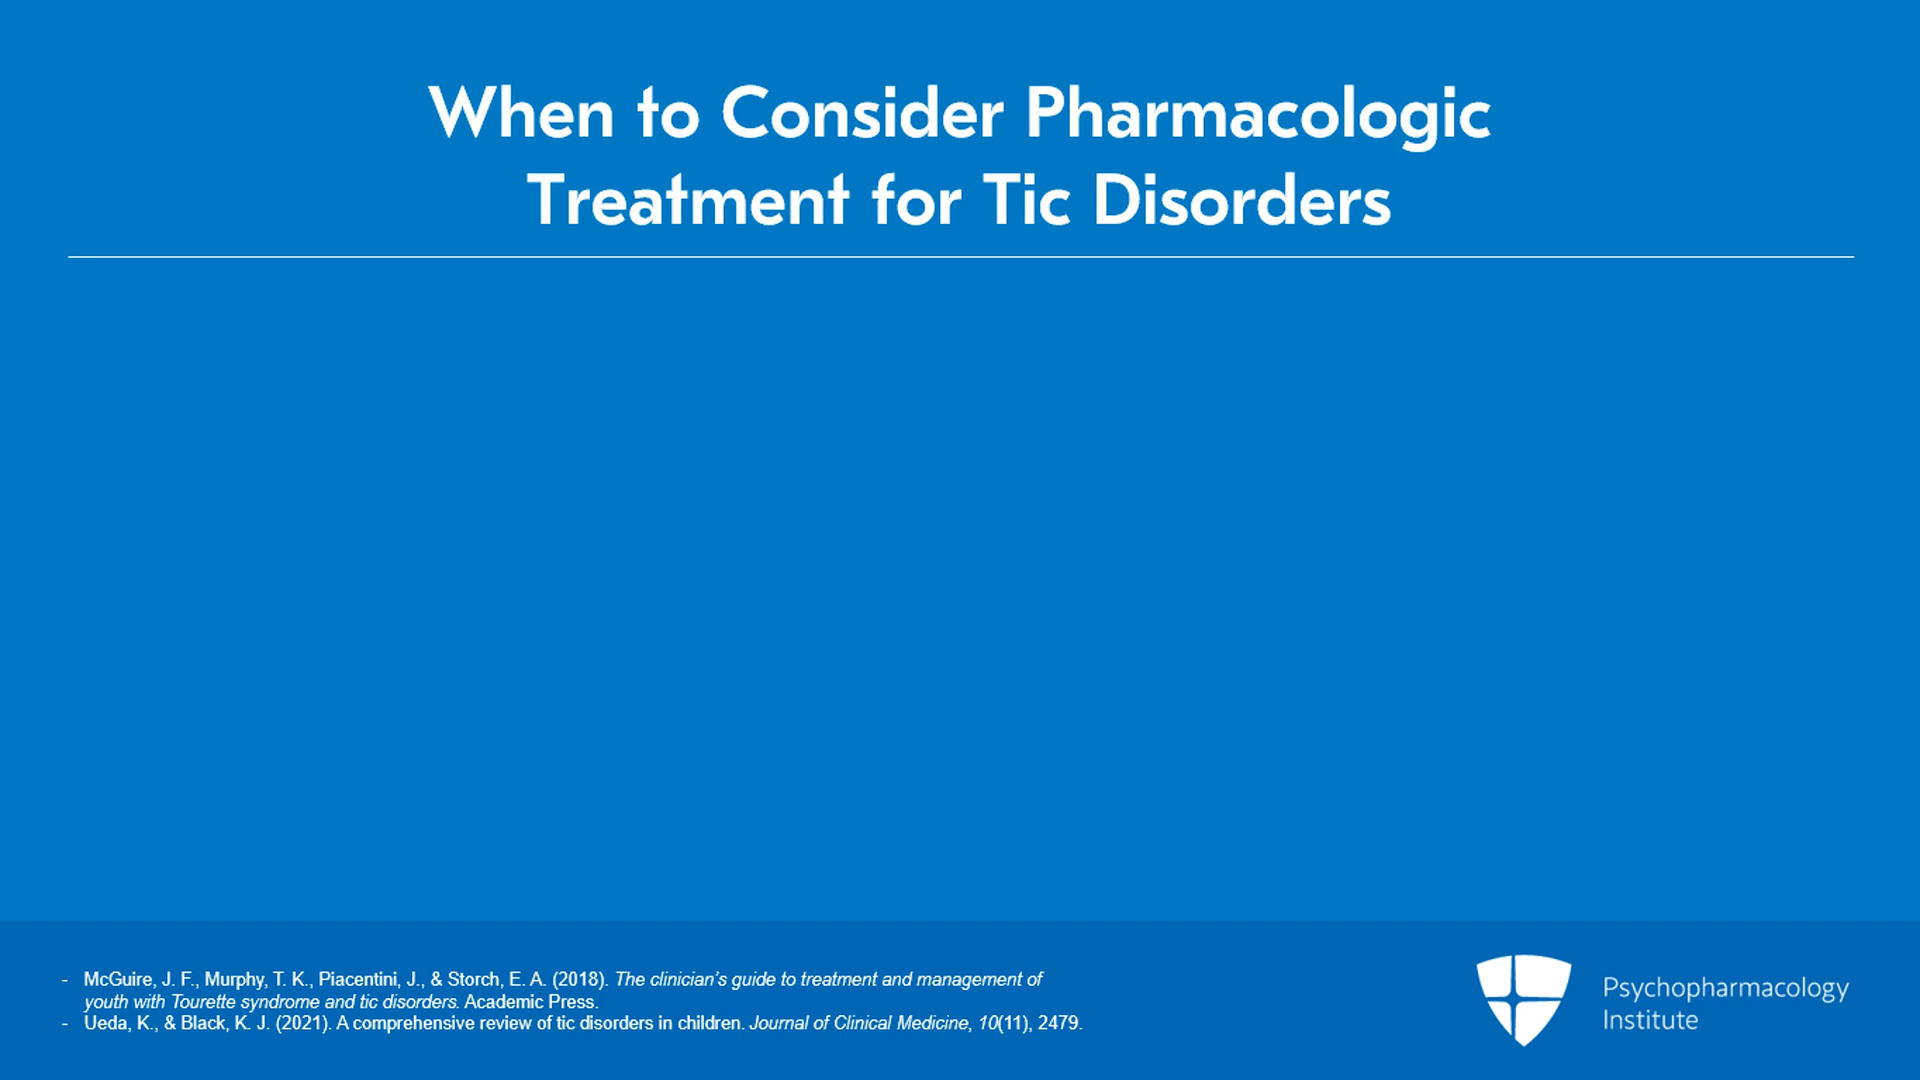 When to Consider Pharmacologic
Treatment for Tic Disorders
- McGuire, J. F., Murphy, T. K., Piacentini, J., & Storch, E. A. (2018). The clinician’s guide to treatment and management of
youth with Tourette syndrome and tic disorders. Academic Press.
- Ueda, K., & Black, K. J. (2021). A comprehensive review of tic disorders in children. Journal of Clinical Medicine, 10(11), 2479.
Psychopharmacology
Institute